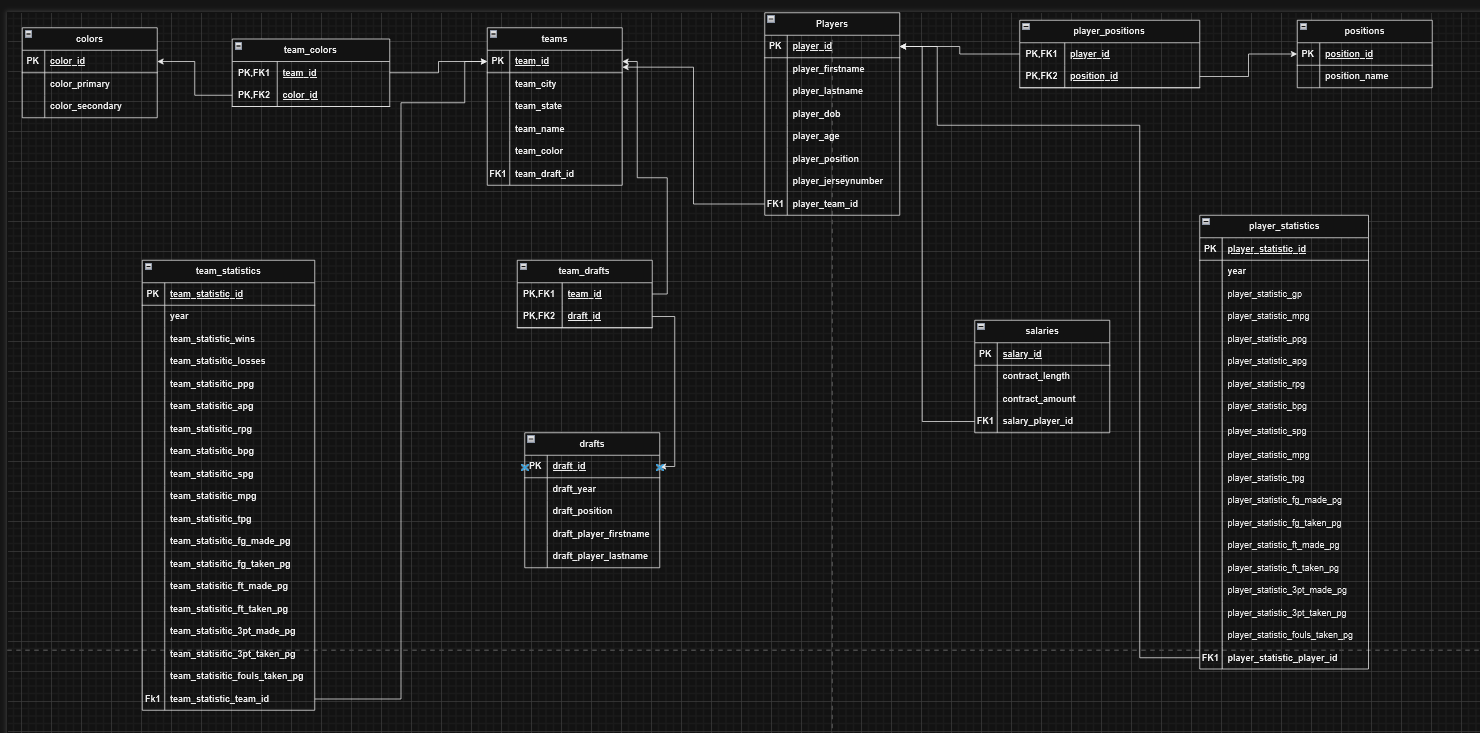 colors
PK color_id
color_primary
color_secondary
team_colors
PK,FK1 team_id
PK,FK2 color_id
teams
PK team_id
team_city
team_state
team_name
team_color
FK1 team_draft_id
Players
PK player_id
player_firstname
player_lastname
player_dob
player_age
player_position
player_jerseynumber
FK1 player_team_id
player_positions
PK,FK1 player_id
PK,FK2 position_id
positions
PK position_id
position_name
team_statistics
PK team_statistic_id
year
team_statisitic_wins
team_statisitic_losses
team_statisitic_ppg
team_statisitic_apg
team_statisitic_rpg
team_statisitic_bpg
team_statisitic_spg
team_statisitic_mpg
team_statisitic_tpg
team_statisitic_fg_made_pg
team_statisitic_fg_taken_pg
team_statisitic_ft_made_pg
team_statisitic_ft_taken_pg
team_statisitic_3pt_made_pg
team_statisitic_3pt_taken_pg
team_statisitic_fouls_taken_pg
Fk1 team_statistic_team_id
team_drafts
PK,FK1 team_id
PK,FK2 draft_id
drafts
PK draft_id
draft_year
draft_position
draft_player_firstname
draft_player_lastname
salaries
PK salary_id
contract_length
contract_amount
FK1 salary_player_id
player_statistics
PK player_statistic_id
year
player_statistic_gp
player_statistic_mpg
player_statistic_ppg
player_statistic_apg
player_statistic_rpg
player_statistic_bpg
player_statistic_spg
player_statistic_mpg
player_statistic_tpg
player_statistic_fg_made_pg
player_statistic_fg_taken_pg
player_statistic_ft_made_pg
player_statistic_ft_taken_pg
player_statistic_3pt_made_pg
player_statistic_3pt_taken_pg
player_statistic_fouls_taken_pg
FK1 player_statistic_player_id